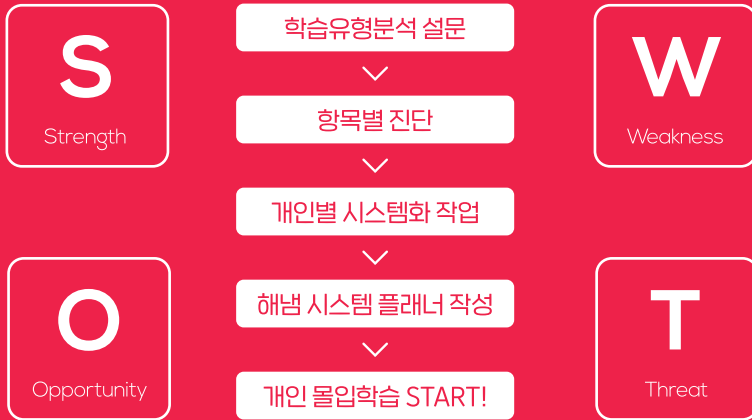 S
Strength
W
Weakness
학습유형분석 설문
항목별 진단
개인별 시스템화 작업
해냄 시스템 플래너 작성
개인 몰입학습 START!
O
Opportunity
T
Threat